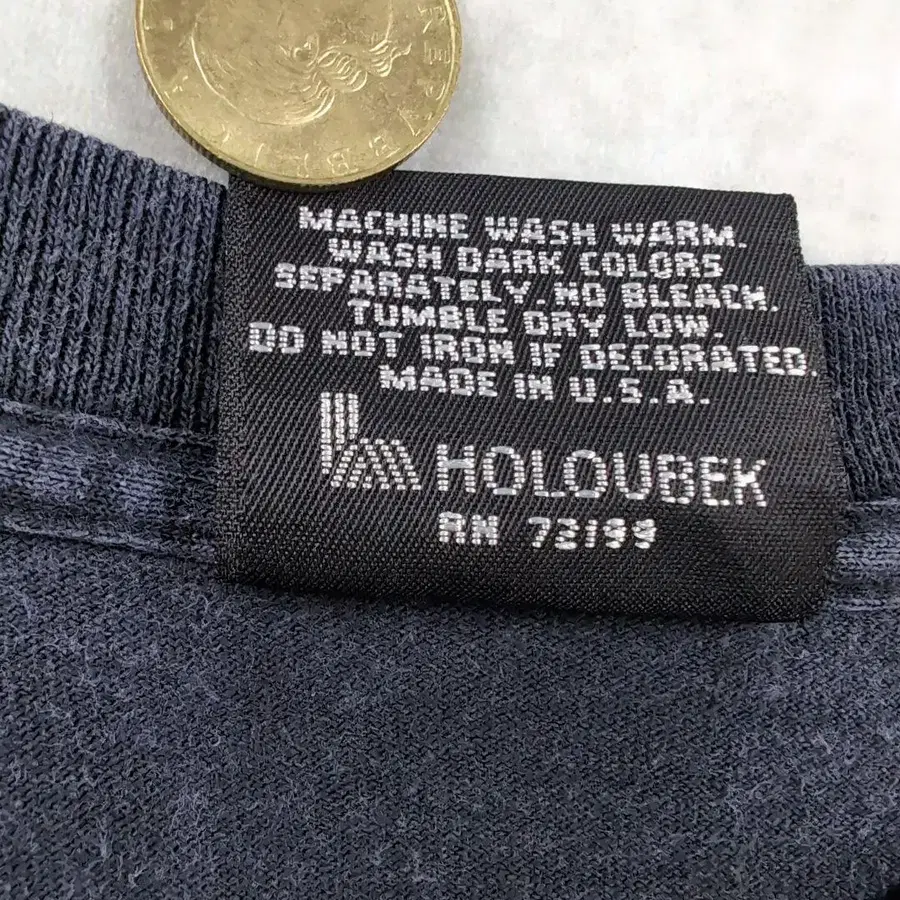 MACHINE WASH WARM.
WASH DARK COLORS
SEPARATELY. NO BLEACH.
TUMBLE DRY LOW.
DO NOT IRON IF DECORATED.
MADE IN U.S.A.
HOLOUBEK
RN 72199